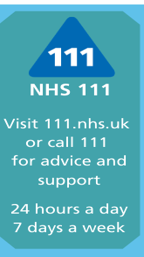 111
NHS 111
Visit 111.nhs.uk
or call 111
for advice and
support
24 hours a day
7 days a week